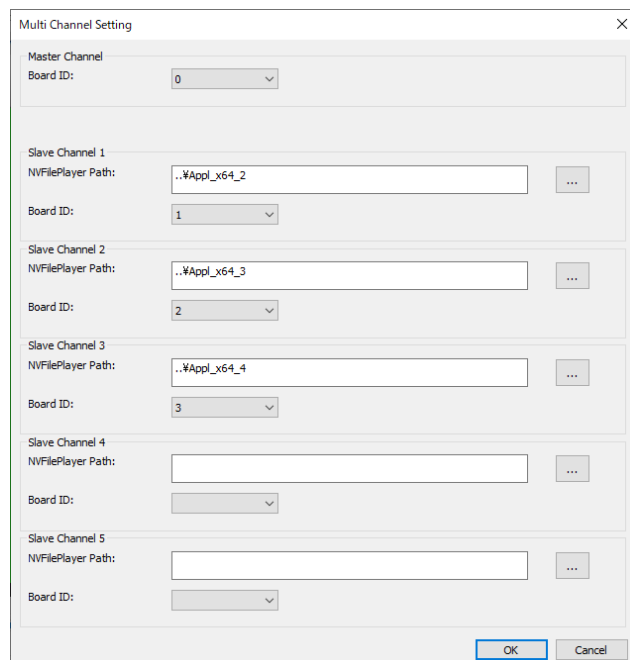 Multi Channel Setting
Master Channel
Board ID: 0
Slave Channel 1
NVFilePlayer Path: ..¥Appl_x64_2 ...
Board ID: 1
Slave Channel 2
NVFilePlayer Path: ..¥Appl_x64_3 ...
Board ID: 2
Slave Channel 3
NVFilePlayer Path: ..¥Appl_x64_4 ...
Board ID: 3
Slave Channel 4
NVFilePlayer Path: ...
Board ID:
Slave Channel 5
NVFilePlayer Path: ...
Board ID:
OK Cancel